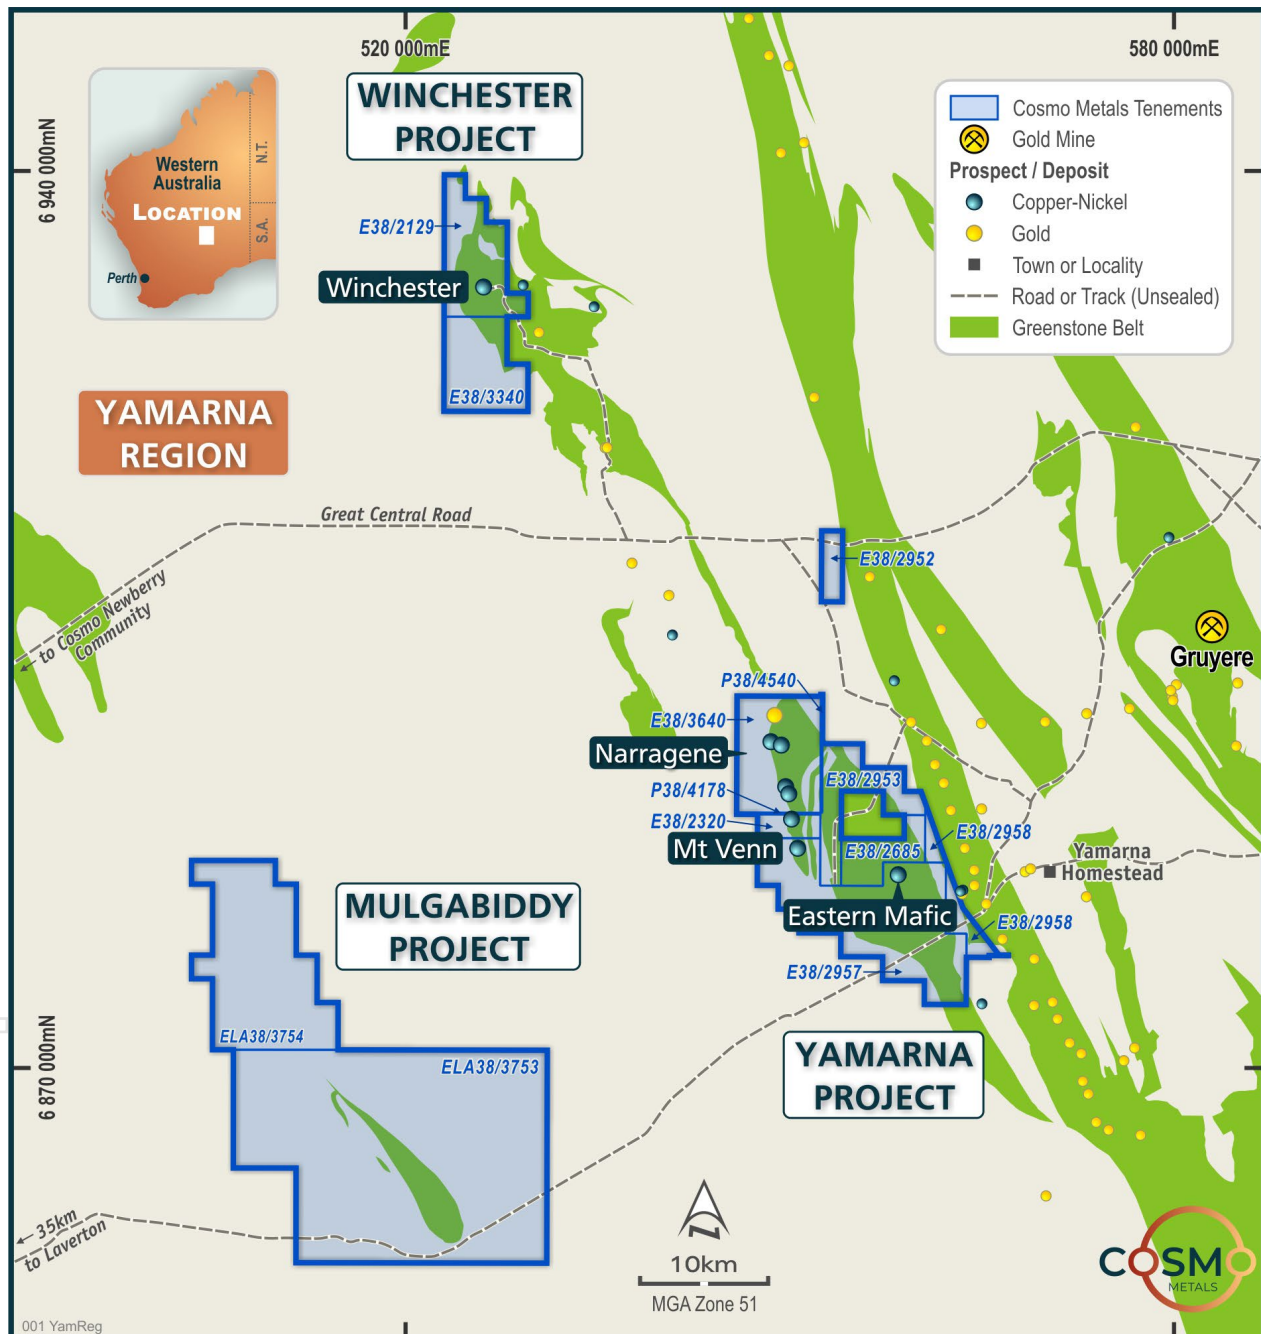 520 000mE
580 000mE
6 940 000mN
6 870 000mN
Western
Australia
LOCATION
N.T.
S.A.
Perth
WINCHESTER
PROJECT
Cosmo Metals Tenements
Gold Mine
Prospect / Deposit
Copper-Nickel
Gold
Town or Locality
Road or Track (Unsealed)
Greenstone Belt
E38/2129
Winchester
E38/3340
YAMARNA
REGION
Great Central Road
to Cosmo Newberry
Community
E38/2952
Gruyere
P38/4540
E38/3640
Narragene
P38/4178
E38/2320
Mt Venn
E38/2953
E38/2685
E38/2958
Yamarna
Homestead
Eastern Mafic
E38/2958
E38/2957
MULGABIDDY
PROJECT
ELA38/3754
ELA38/3753
YAMARNA
PROJECT
35km
to Laverton
N
10km
MGA Zone 51
COSMO
METALS
001 YamReg